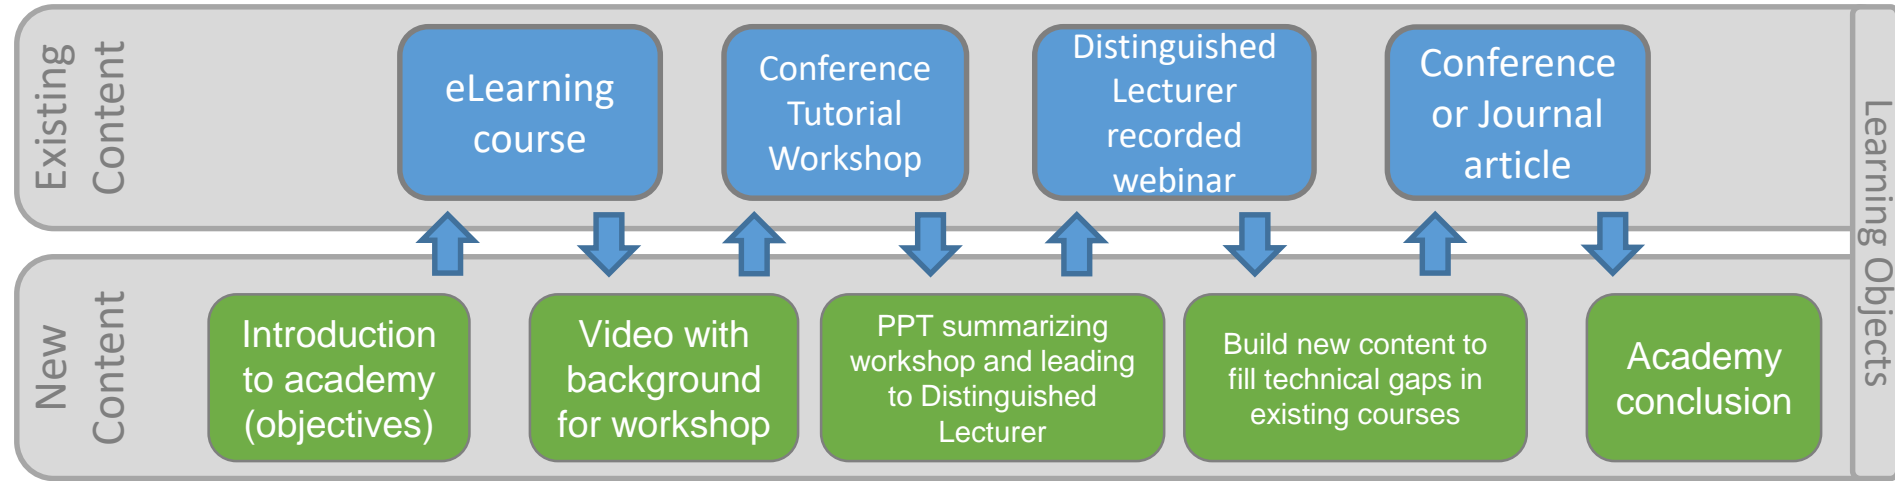 Existing
Content
eLearning
course
Conference
Tutorial
Workshop
Distinguished
Lecturer
recorded
webinar
Conference
or Journal
article
Learning Objects
New
Content
Introduction
to academy
(objectives)
Video with
background
for workshop
PPT summarizing
workshop and leading
to Distinguished
Lecturer
Build new content to
fill technical gaps in
existing courses
Academy
conclusion